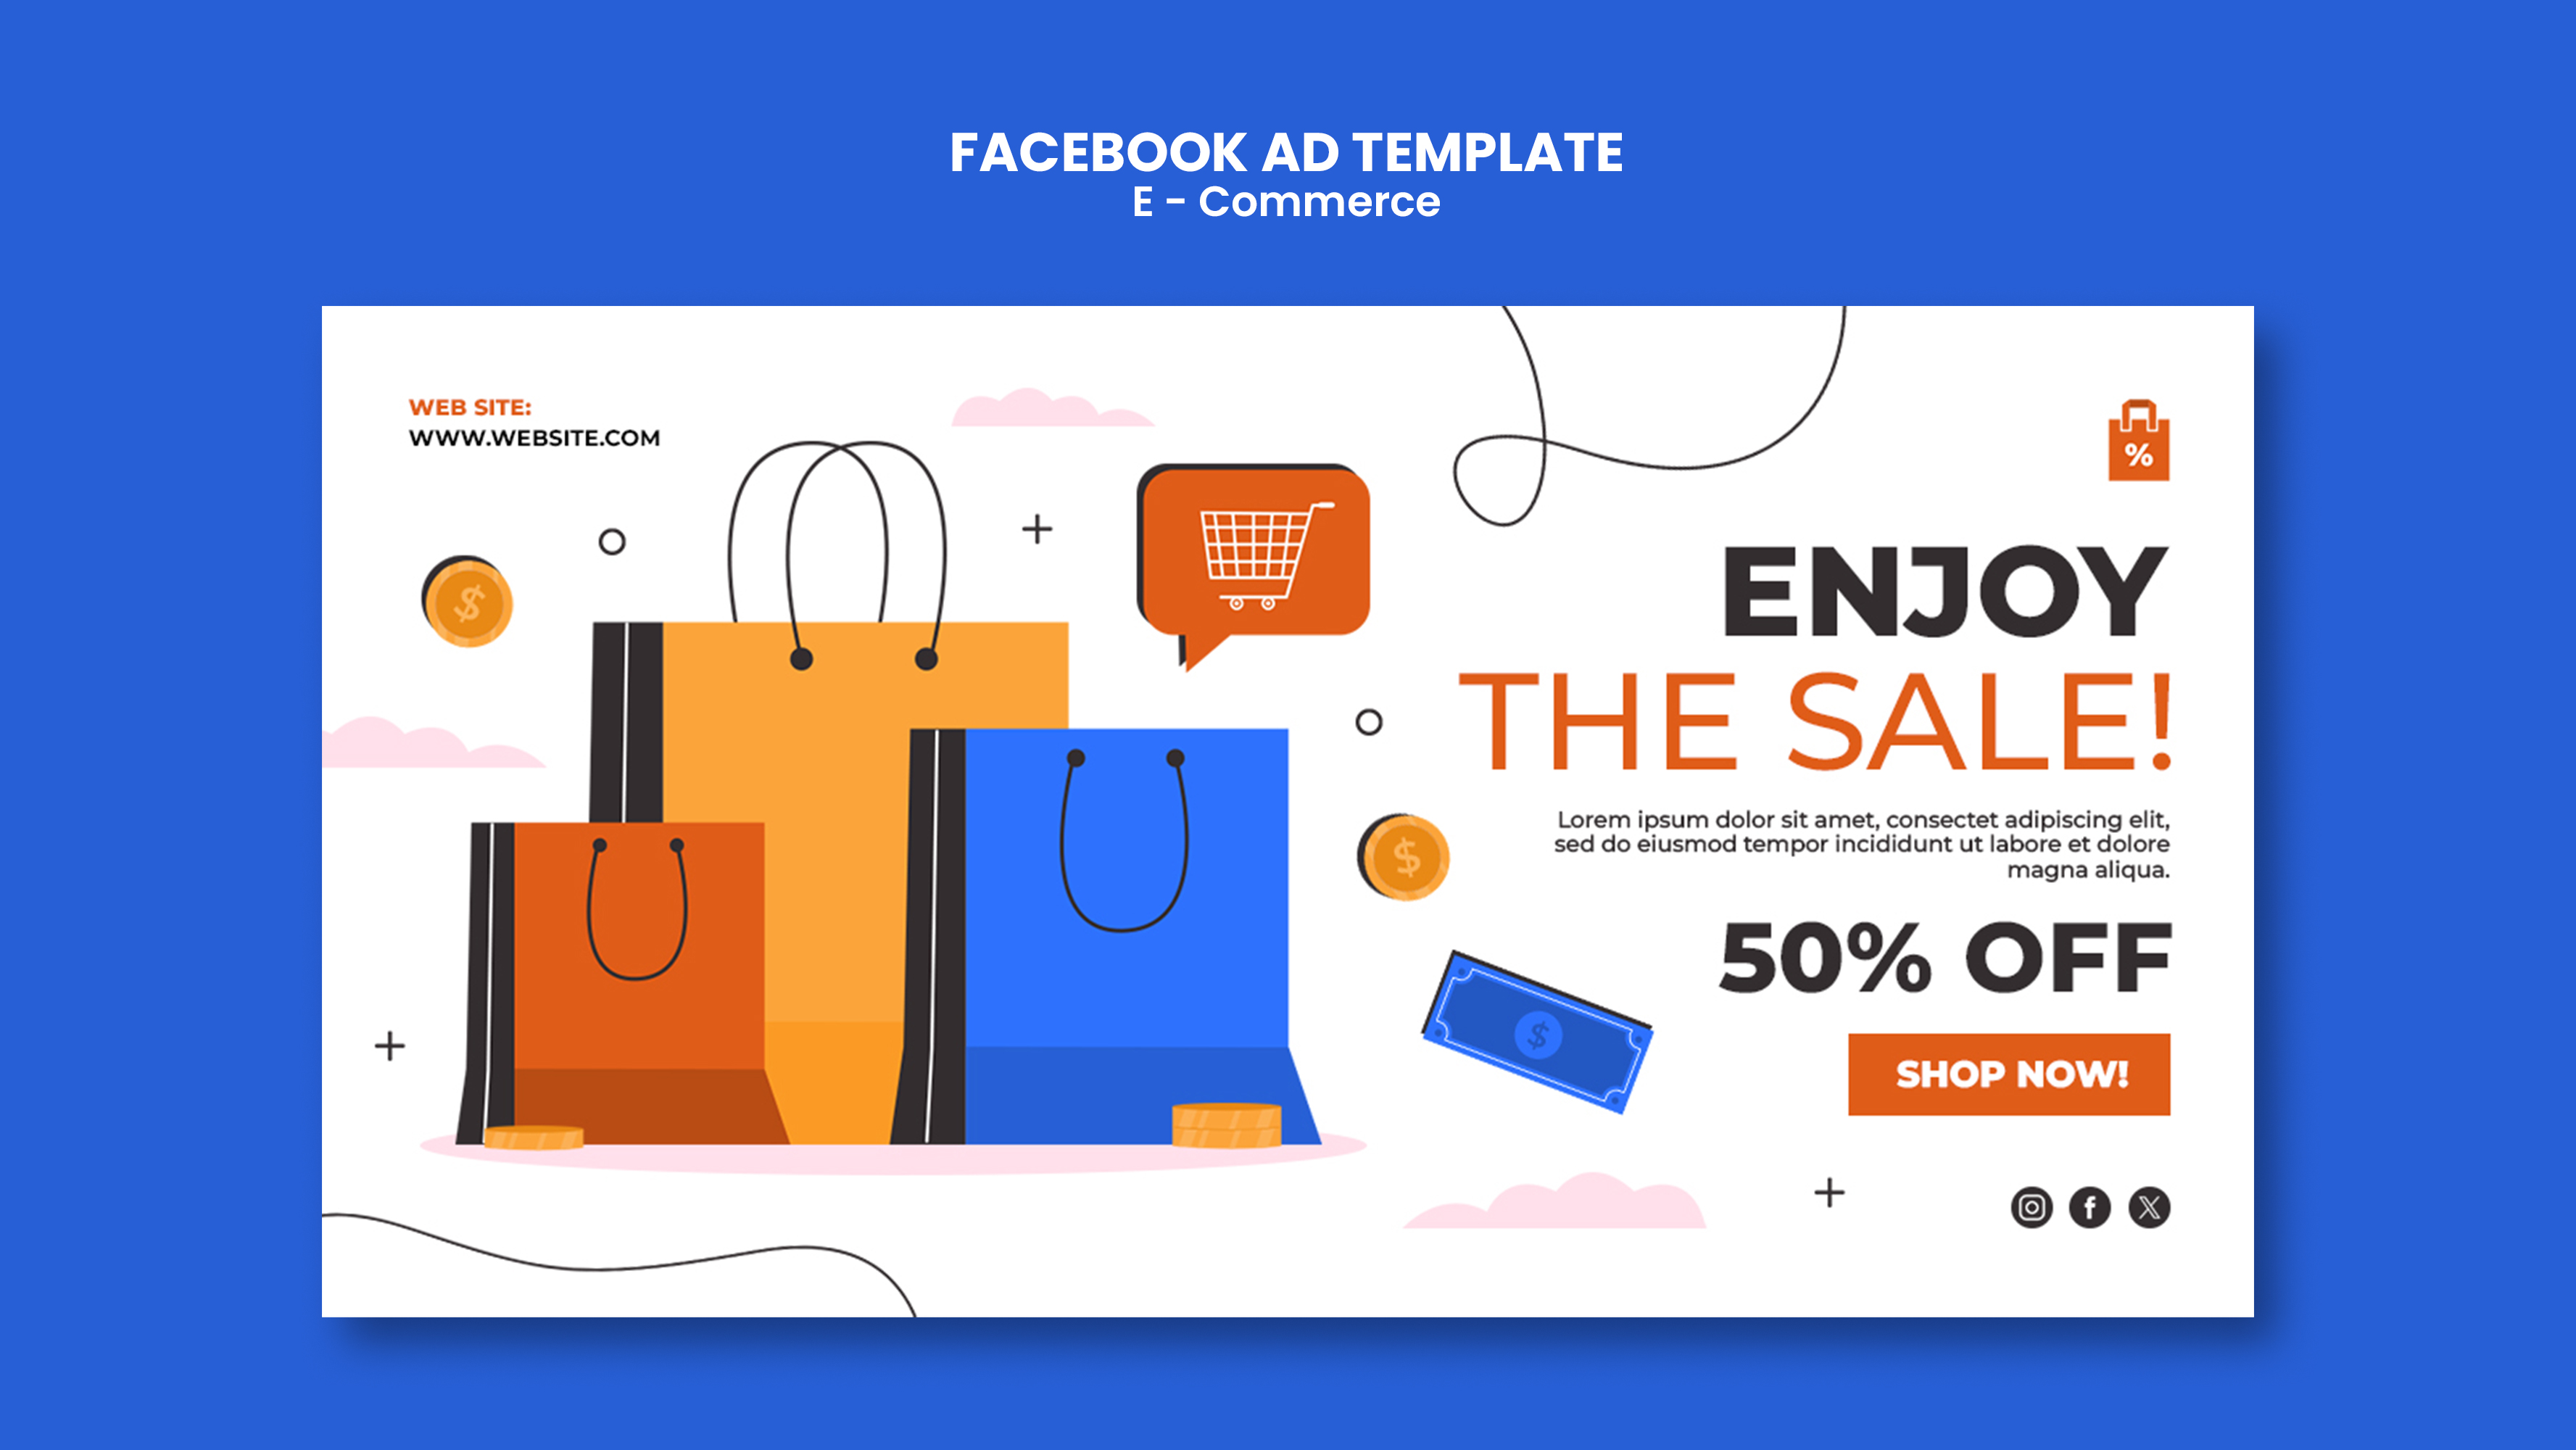 FACEBOOK AD TEMPLATE
E - Commerce
WEB SITE:
WWW.WEBSITE.COM
%
$
ENJOY
THE SALE!
$
Lorem ipsum dolor sit amet, consectet adipiscing elit,
sed do eiusmod tempor incididunt ut labore et dolore
magna aliqua.
50% OFF
$
SHOP NOW!